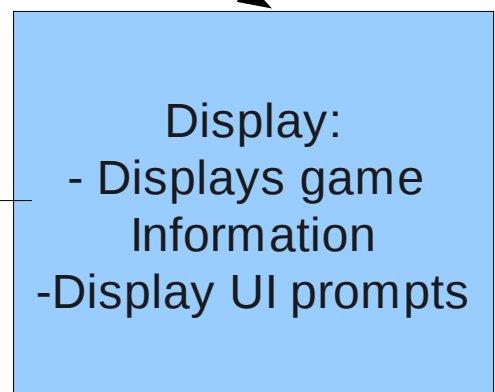 Display:
- Displays game
Information
-Display UI prompts